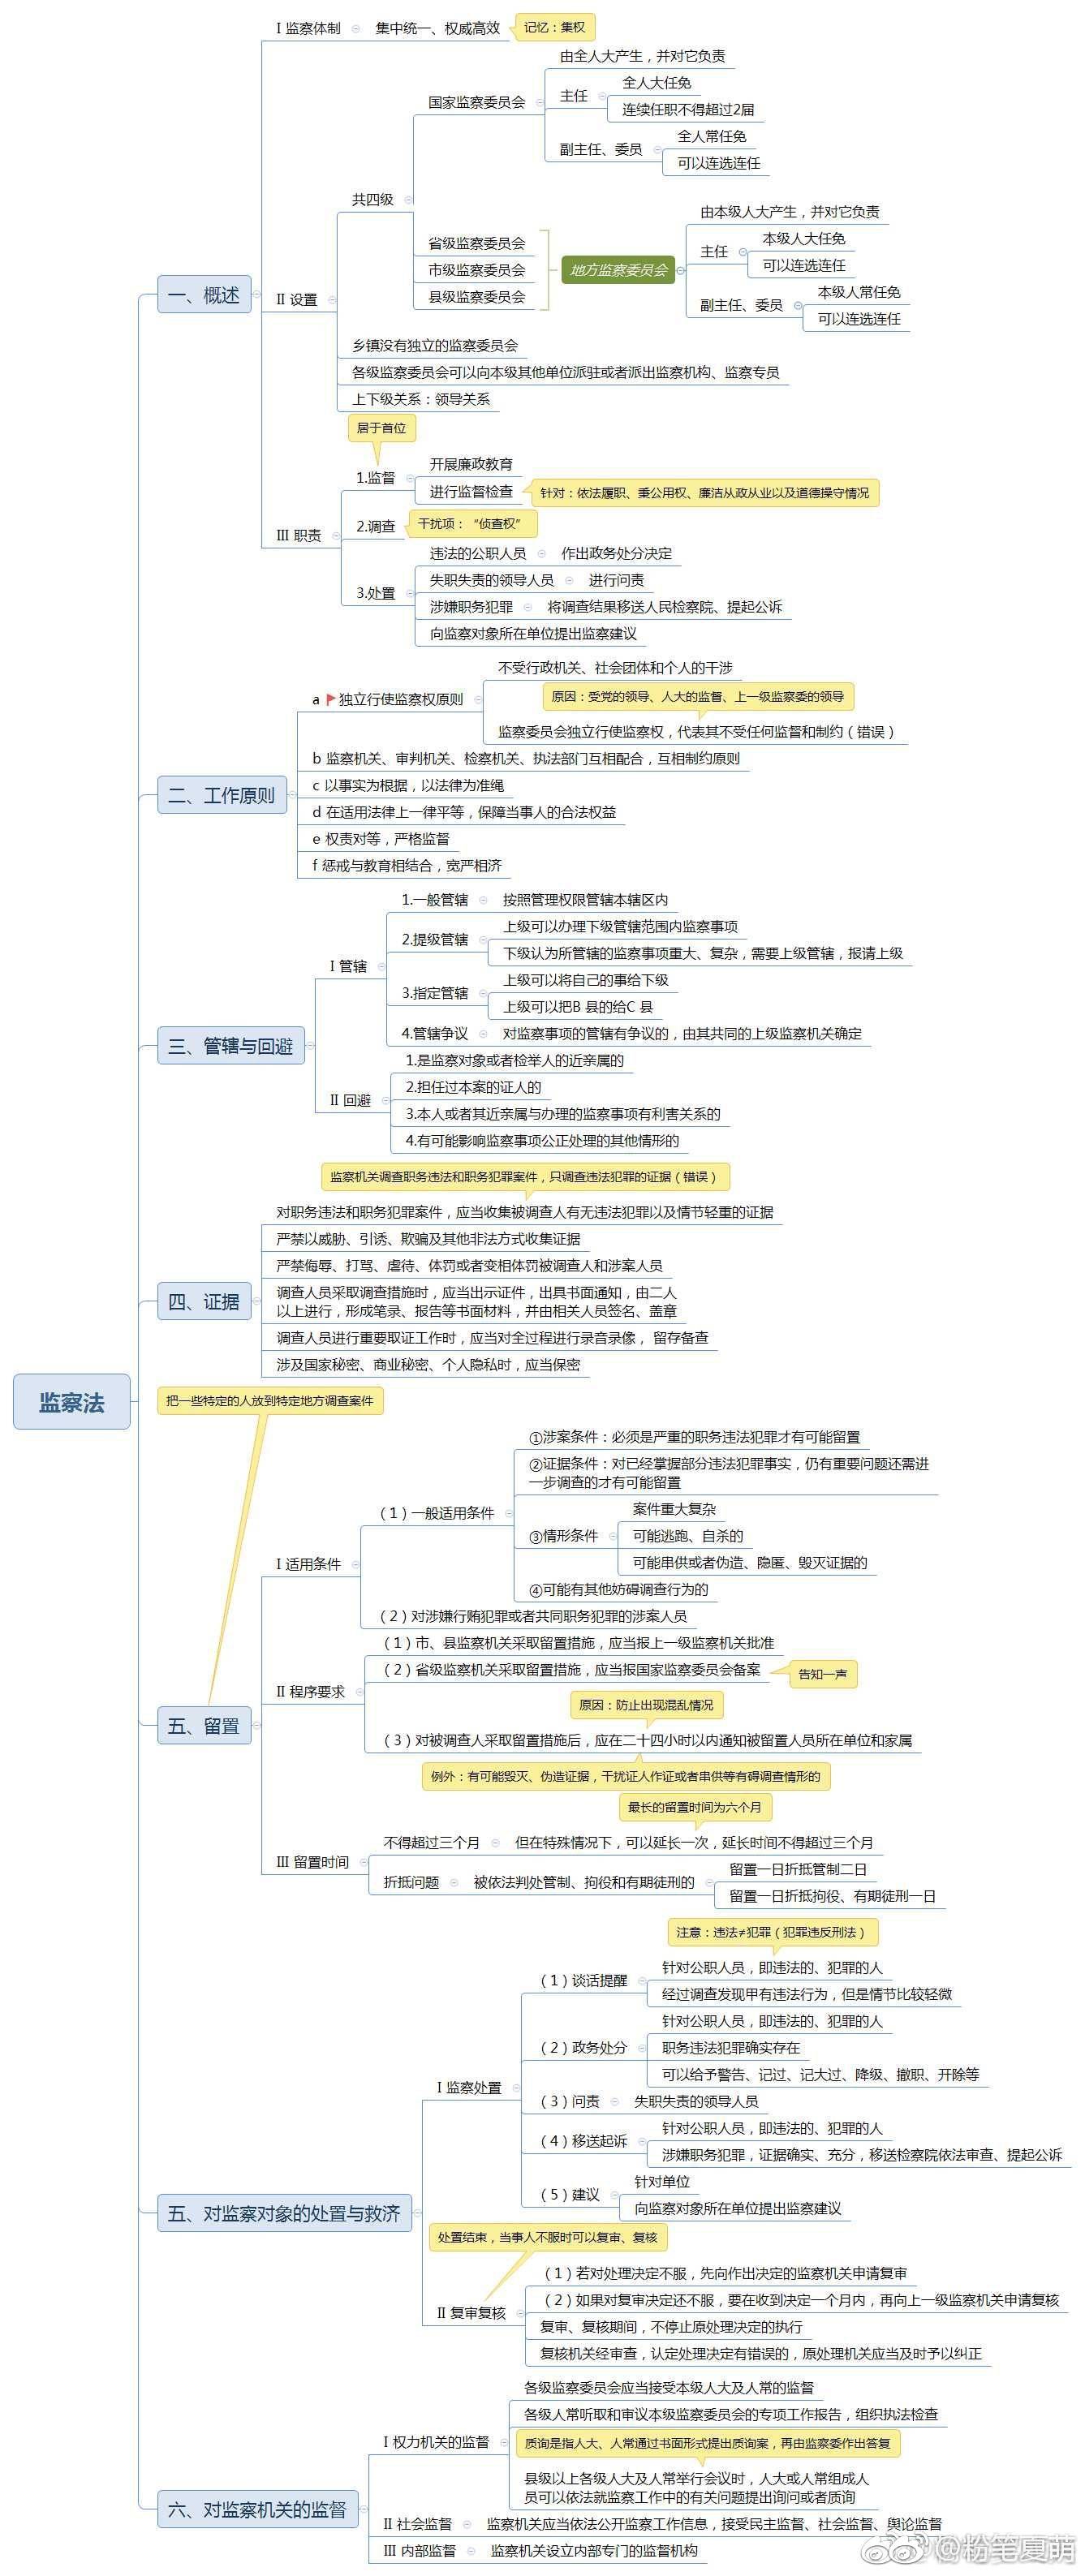 监察法
一、概述
Ⅰ 监察体制
集中统一、权威高效
记忆：集权
Ⅱ 设置
共四级
国家监察委员会
由全人大产生，并对它负责
主任
全人大任免
连续任职不得超过2届
副主任、委员
全人常任免
可以连选连任
省级监察委员会
市级监察委员会
县级监察委员会
地方监察委员会
由本级人大产生，并对它负责
主任
本级人大任免
可以连选连任
副主任、委员
本级人常任免
可以连选连任
乡镇没有独立的监察委员会
各级监察委员会可以向本级其他单位派驻或者派出监察机构、监察专员
上下级关系：领导关系
Ⅲ 职责
居于首位
1.监督
开展廉政教育
进行监督检查
针对：依法履职、秉公用权、廉洁从政从业以及道德操守情况
2.调查
干扰项：“侦查权”
3.处置
违法的公职人员
作出政务处分决定
失职失责的领导人员
进行问责
涉嫌职务犯罪
将调查结果移送人民检察院、提起公诉
向监察对象所在单位提出监察建议
二、工作原则
a 独立行使监察权原则
不受行政机关、社会团体和个人的干涉
原因：受党的领导、人大的监督、上一级监察委的领导
监察委员会独立行使监察权，代表其不受任何监督和制约（错误）
b 监察机关、审判机关、检察机关、执法部门互相配合，互相制约原则
c 以事实为根据，以法律为准绳
d 在适用法律上一律平等，保障当事人的合法权益
e 权责对等，严格监督
f 惩戒与教育相结合，宽严相济
三、管辖与回避
Ⅰ 管辖
1.一般管辖
按照管理权限管辖本辖区内
2.提级管辖
上级可以办理下级管辖范围内监察事项
下级认为所管辖的监察事项重大、复杂，需要上级管辖，报请上级
3.指定管辖
上级可以将自己的事给下级
上级可以把B 县的给C 县
4.管辖争议
对监察事项的管辖有争议的，由其共同的上级监察机关确定
Ⅱ 回避
1.是监察对象或者检举人的近亲属的
2.担任过本案的证人的
3.本人或者其近亲属与办理的监察事项有利害关系的
4.有可能影响监察事项公正处理的其他情形的
四、证据
监察机关调查职务违法和职务犯罪案件，只调查违法犯罪的证据（错误）
对职务违法和职务犯罪案件，应当收集被调查人有无违法犯罪以及情节轻重的证据
严禁以威胁、引诱、欺骗及其他非法方式收集证据
严禁侮辱、打骂、虐待、体罚或者变相体罚被调查人和涉案人员
调查人员采取调查措施时，应当出示证件，出具书面通知，由二人
以上进行，形成笔录、报告等书面材料，并由相关人员签名、盖章
调查人员进行重要取证工作时，应当对全过程进行录音录像， 留存备查
涉及国家秘密、商业秘密、个人隐私时，应当保密
五、留置
把一些特定的人放到特定地方调查案件
Ⅰ 适用条件
（1）一般适用条件
①涉案条件：必须是严重的职务违法犯罪才有可能留置
②证据条件：对已经掌握部分违法犯罪事实，仍有重要问题还需进
一步调查的才有可能留置
③情形条件
案件重大复杂
可能逃跑、自杀的
可能串供或者伪造、隐匿、毁灭证据的
④可能有其他妨碍调查行为的
（2）对涉嫌行贿犯罪或者共同职务犯罪的涉案人员
Ⅱ 程序要求
（1）市、县监察机关采取留置措施，应当报上一级监察机关批准
（2）省级监察机关采取留置措施，应当报国家监察委员会备案
告知一声
原因：防止出现混乱情况
（3）对被调查人采取留置措施后，应在二十四小时以内通知被留置人员所在单位和家属
例外：有可能毁灭、伪造证据，干扰证人作证或者串供等有碍调查情形的
Ⅲ 留置时间
最长的留置时间为六个月
不得超过三个月
但在特殊情况下，可以延长一次，延长时间不得超过三个月
折抵问题
被依法判处管制、拘役和有期徒刑的
留置一日折抵管制二日
留置一日折抵拘役、有期徒刑一日
五、对监察对象的处置与救济
Ⅰ 监察处置
注意：违法≠犯罪（犯罪违反刑法）
（1）谈话提醒
针对公职人员，即违法的、犯罪的人
经过调查发现甲有违法行为，但是情节比较轻微
（2）政务处分
针对公职人员，即违法的、犯罪的人
职务违法犯罪确实存在
可以给予警告、记过、记大过、降级、撤职、开除等
（3）问责
失职失责的领导人员
（4）移送起诉
针对公职人员，即违法的、犯罪的人
涉嫌职务犯罪，证据确实、充分，移送检察院依法审查、提起公诉
（5）建议
针对单位
向监察对象所在单位提出监察建议
处置结束，当事人不服时可以复审、复核
Ⅱ 复审复核
（1）若对处理决定不服，先向作出决定的监察机关申请复审
（2）如果对复审决定还不服，要在收到决定一个月内，再向上一级监察机关申请复核
复审、复核期间，不停止原处理决定的执行
复核机关经审查，认定处理决定有错误的，原处理机关应当及时予以纠正
六、对监察机关的监督
Ⅰ 权力机关的监督
各级监察委员会应当接受本级人大及人常的监督
各级人常听取和审议本级监察委员会的专项工作报告，组织执法检查
质询是指人大、人常通过书面形式提出质询案，再由监察委作出答复
县级以上各级人大及人常举行会议时，人大或人常组成人
员可以依法就监察工作中的有关问题提出询问或者质询
Ⅱ 社会监督
监察机关应当依法公开监察工作信息，接受民主监督、社会监督、舆论监督
Ⅲ 内部监督
监察机关设立内部专门的监督机构
@粉笔夏萌